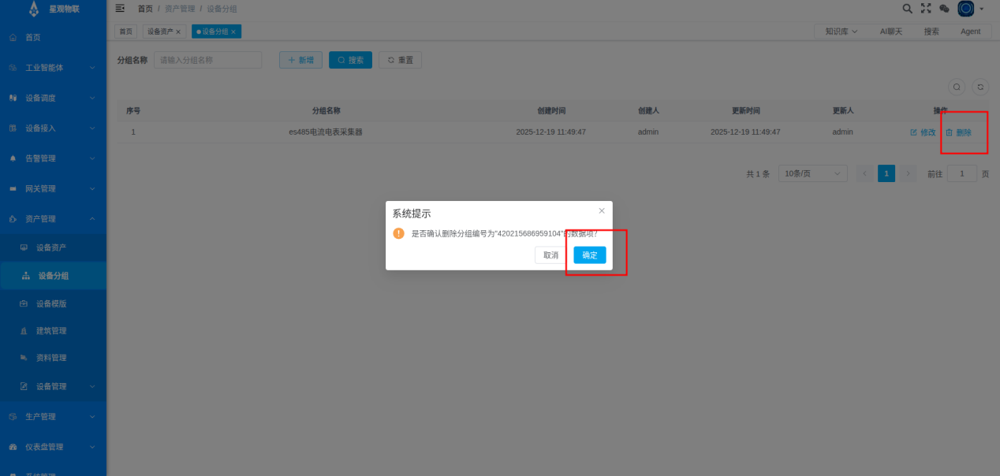 星观物联
首页 / 资产管理 / 设备分组
首页 设备资产 × 设备分组 ×
知识库 AI聊天 搜索 Agent
首页
工业智能体
设备调度
设备接入
告警管理
网关管理
资产管理
设备资产
设备分组
设备模版
建筑管理
资料管理
设备管理
生产管理
仪表盘管理
系统管理
分组名称 请输入分组名称 新增 搜索 重置
序号 分组名称 创建时间 创建人 更新时间 更新人 操作
1 es485电流电表采集器 2025-12-19 11:49:47 admin 2025-12-19 11:49:47 admin 修改 删除
共 1 条 10条/页 1 前往 1 页
系统提示
是否确认删除分组编号为"420215686959104"的数据项?
取消 确定